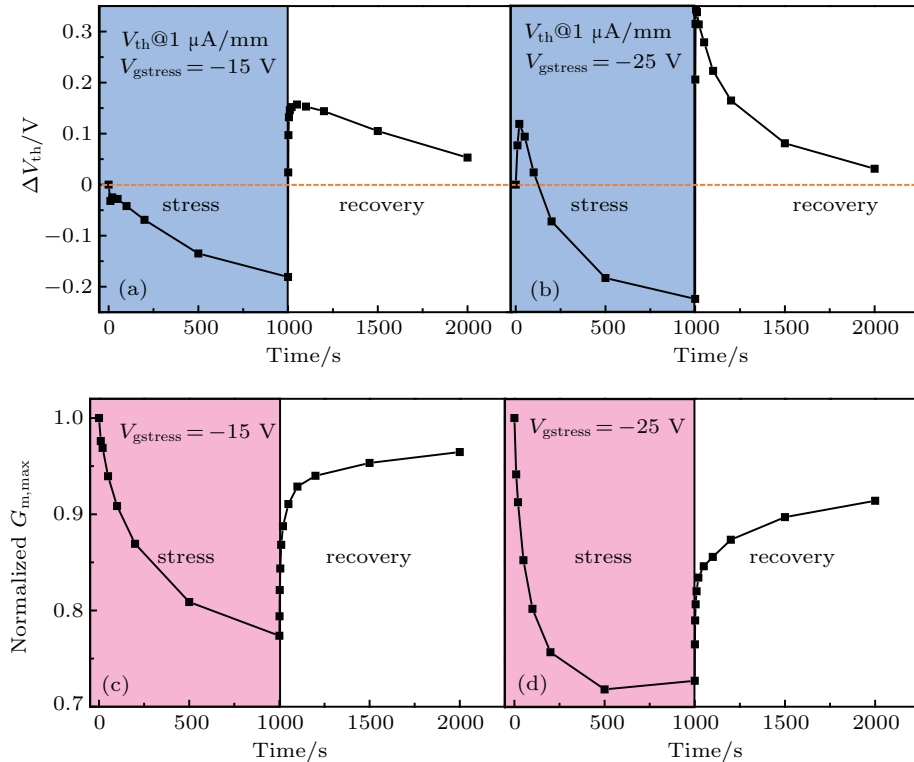 V_th@1 μA/mm
V_gstress = −15 V
V_th@1 μA/mm
V_gstress = −25 V
ΔV_th/V
0.3
0.2
0.1
0
−0.1
−0.2
stress
recovery
stress
recovery
(a)
(b)
0 500 1000 1500 2000
0 500 1000 1500 2000
Time/s
Time/s
V_gstress = −15 V
V_gstress = −25 V
Normalized G_m,max
1.0
0.9
0.8
0.7
stress
recovery
stress
recovery
(c)
(d)
0 500 1000 1500 2000
0 500 1000 1500 2000
Time/s
Time/s